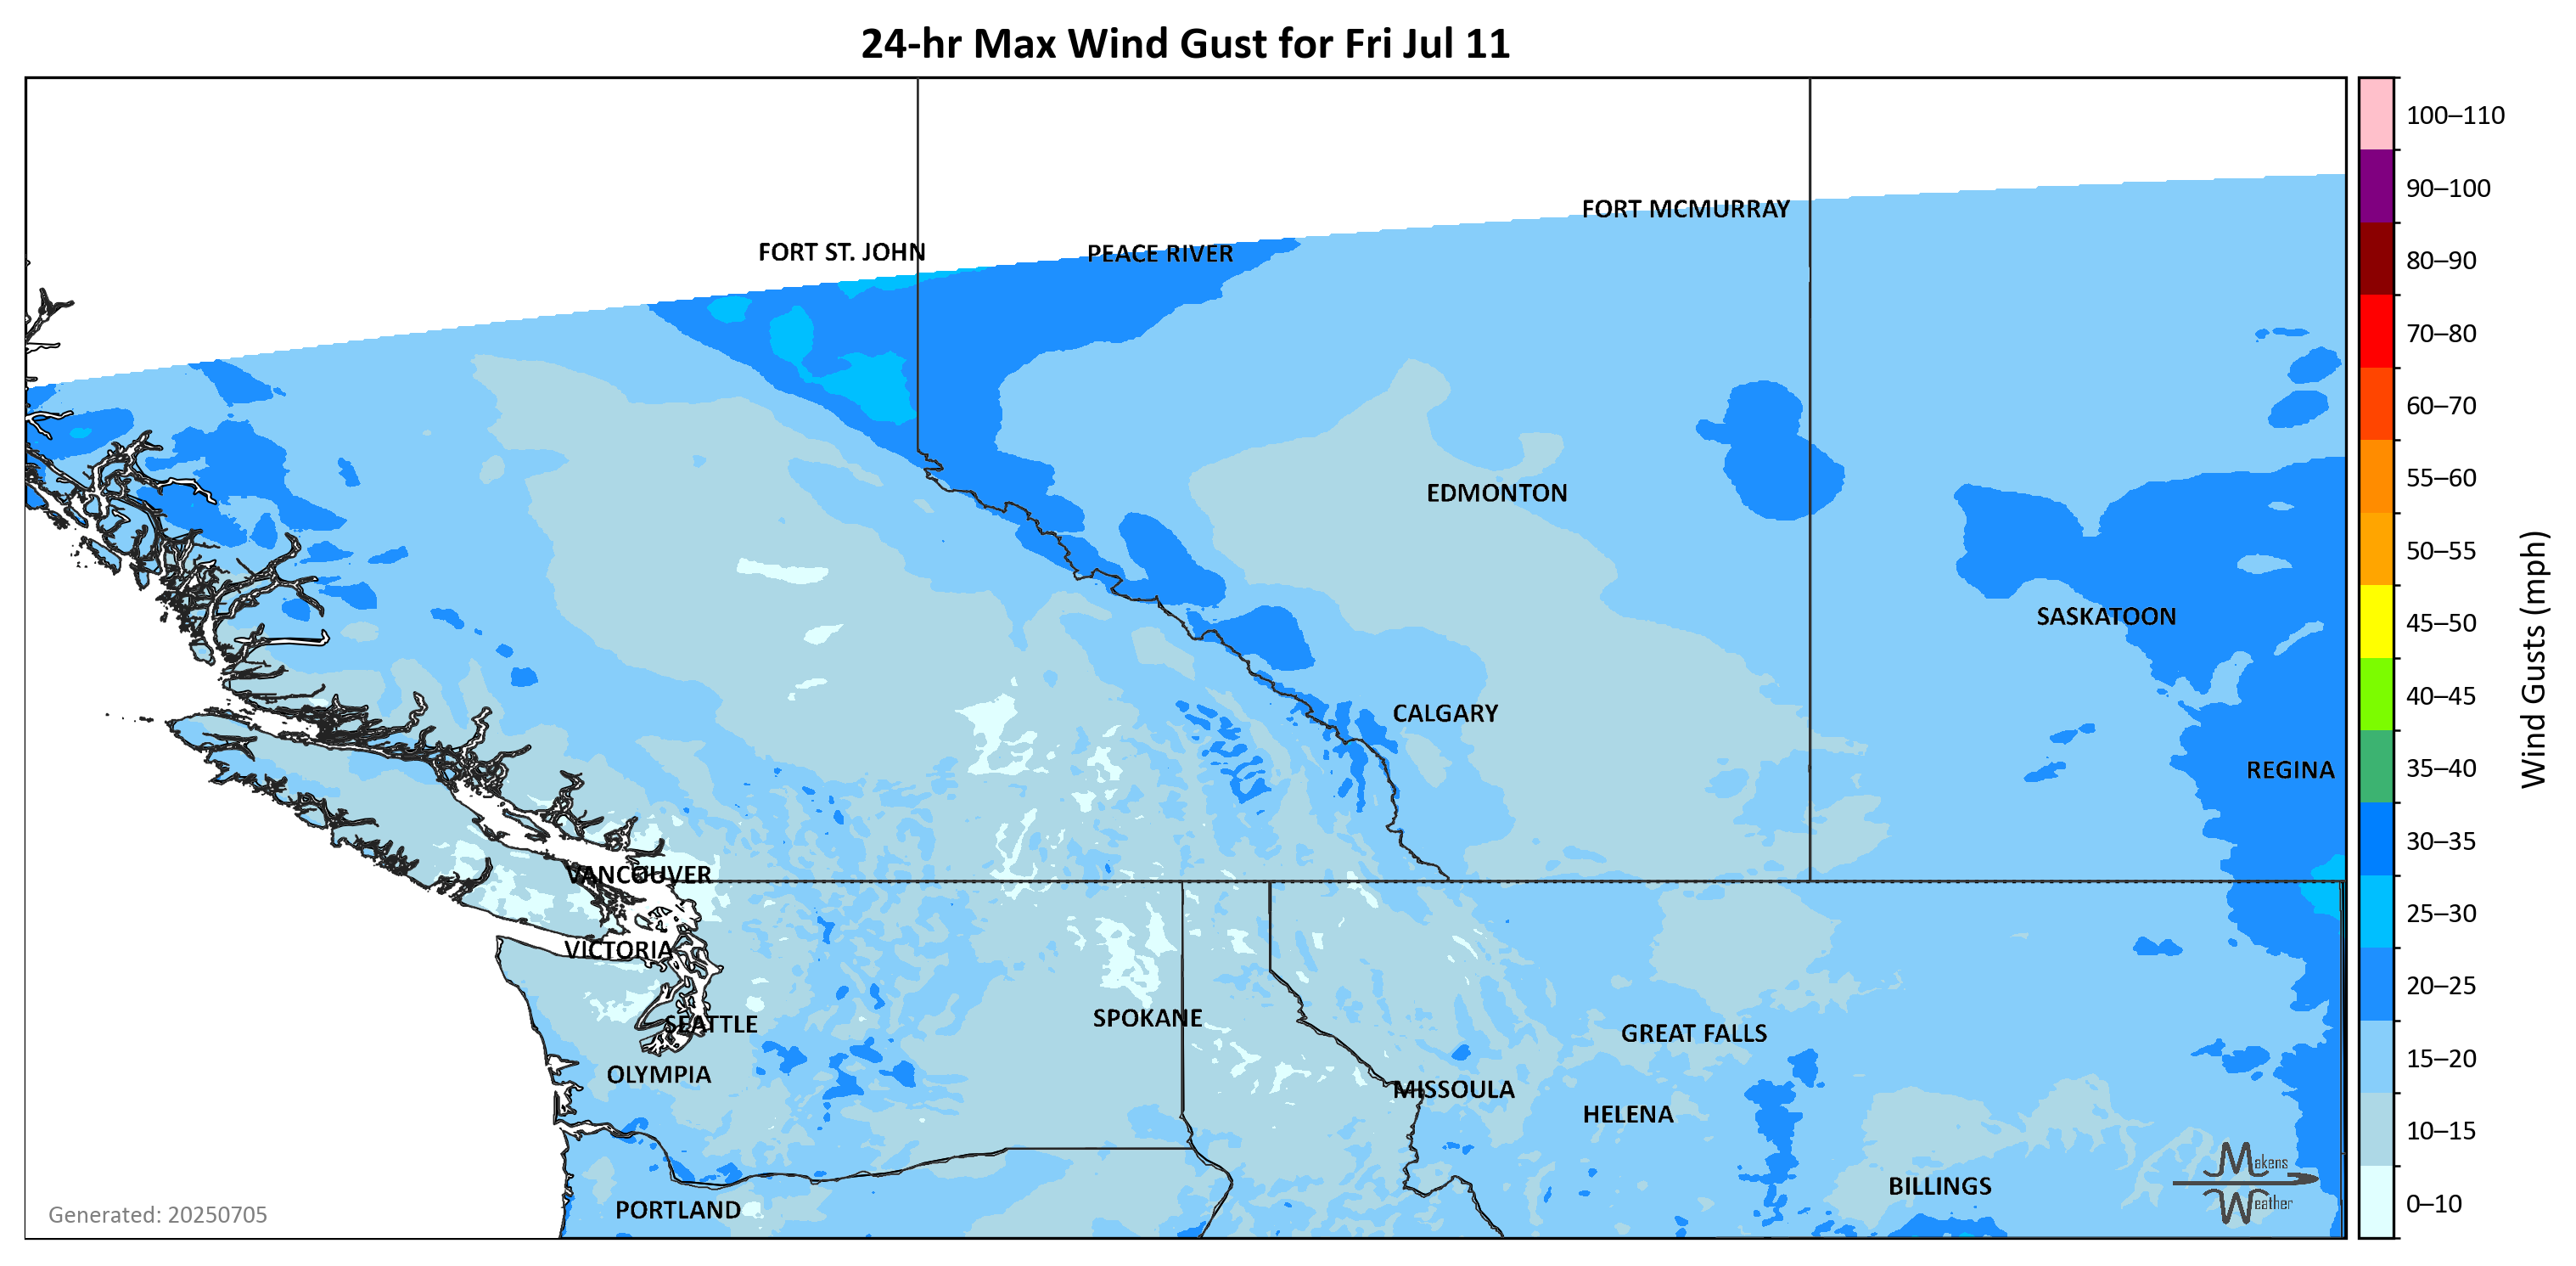 24-hr Max Wind Gust for Fri Jul 11
100–110
90–100
80–90
70–80
60–70
55–60
50–55
45–50
40–45
35–40
30–35
25–30
20–25
15–20
10–15
0–10
Wind Gusts (mph)
FORT MCMURRAY
FORT ST. JOHN
PEACE RIVER
EDMONTON
SASKATOON
CALGARY
REGINA
VANCOUVER
VICTORIA
SEATTLE
SPOKANE
GREAT FALLS
OLYMPIA
MISSOULA
HELENA
BILLINGS
PORTLAND
Makens
Weather
Generated: 20250705